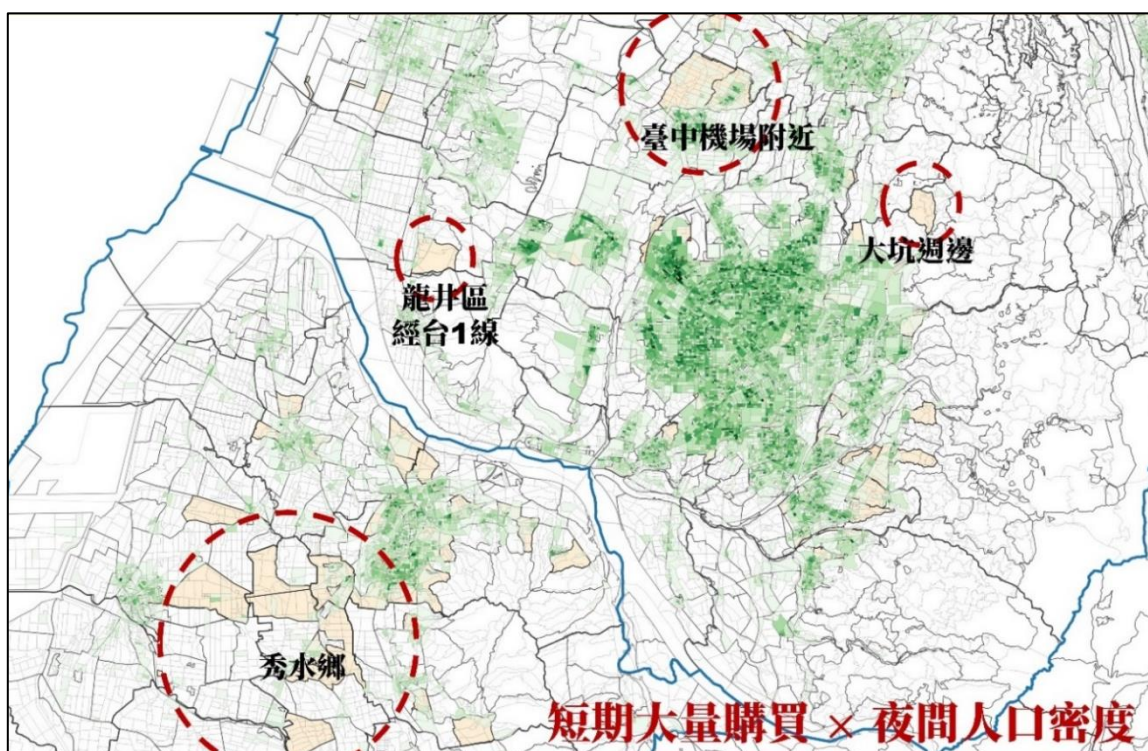 臺中機場附近
大坑週邊
龍井區
經台1線
秀水鄉
短期大量購買 × 夜間人口密度